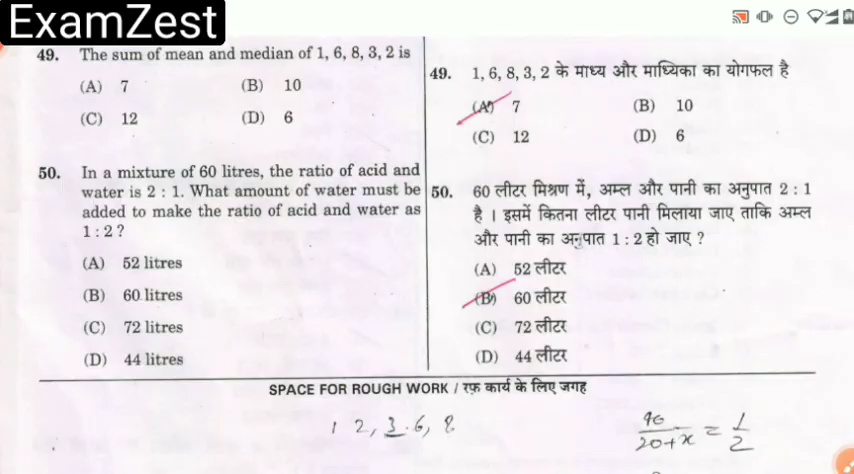 ExamZest
49. The sum of mean and median of 1, 6, 8, 3, 2 is
(A) 7 (B) 10
(C) 12 (D) 6
50. In a mixture of 60 litres, the ratio of acid and
water is 2 : 1. What amount of water must be
added to make the ratio of acid and water as
1 : 2 ?
(A) 52 litres
(B) 60 litres
(C) 72 litres
(D) 44 litres
49. 1, 6, 8, 3, 2 के माध्य और माध्यिका का योगफल है
(A) 7 (B) 10
(C) 12 (D) 6
50. 60 लीटर मिश्रण में, अम्ल और पानी का अनुपात 2 : 1
है । इसमें कितना लीटर पानी मिलाया जाए ताकि अम्ल
और पानी का अनुपात 1 : 2 हो जाए ?
(A) 52 लीटर
(B) 60 लीटर
(C) 72 लीटर
(D) 44 लीटर
SPACE FOR ROUGH WORK / रफ़ कार्य के लिए जगह
1 2, 3. 6, 8
40/20+x = 1/2